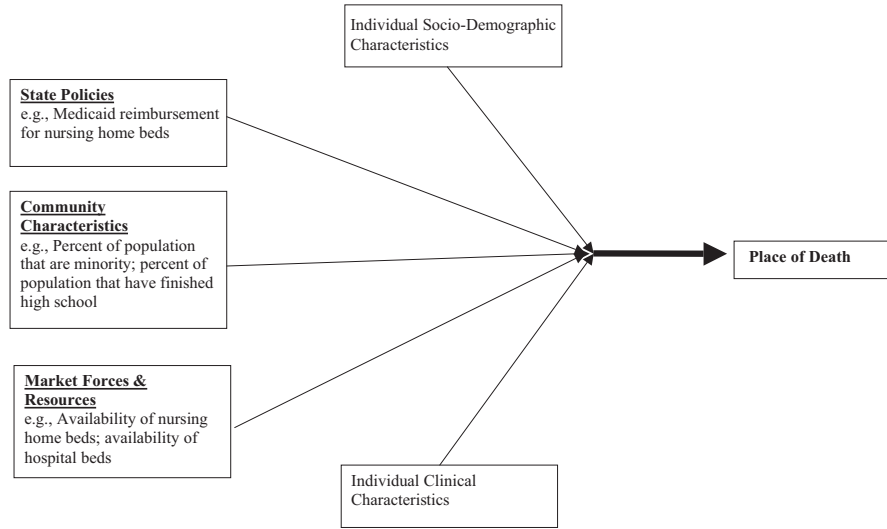 Individual Socio-Demographic
Characteristics
State Policies
e.g., Medicaid reimbursement
for nursing home beds
Community
Characteristics
e.g., Percent of population
that are minority; percent of
population that have finished
high school
Place of Death
Market Forces &
Resources
e.g., Availability of nursing
home beds; availability of
hospital beds
Individual Clinical
Characteristics